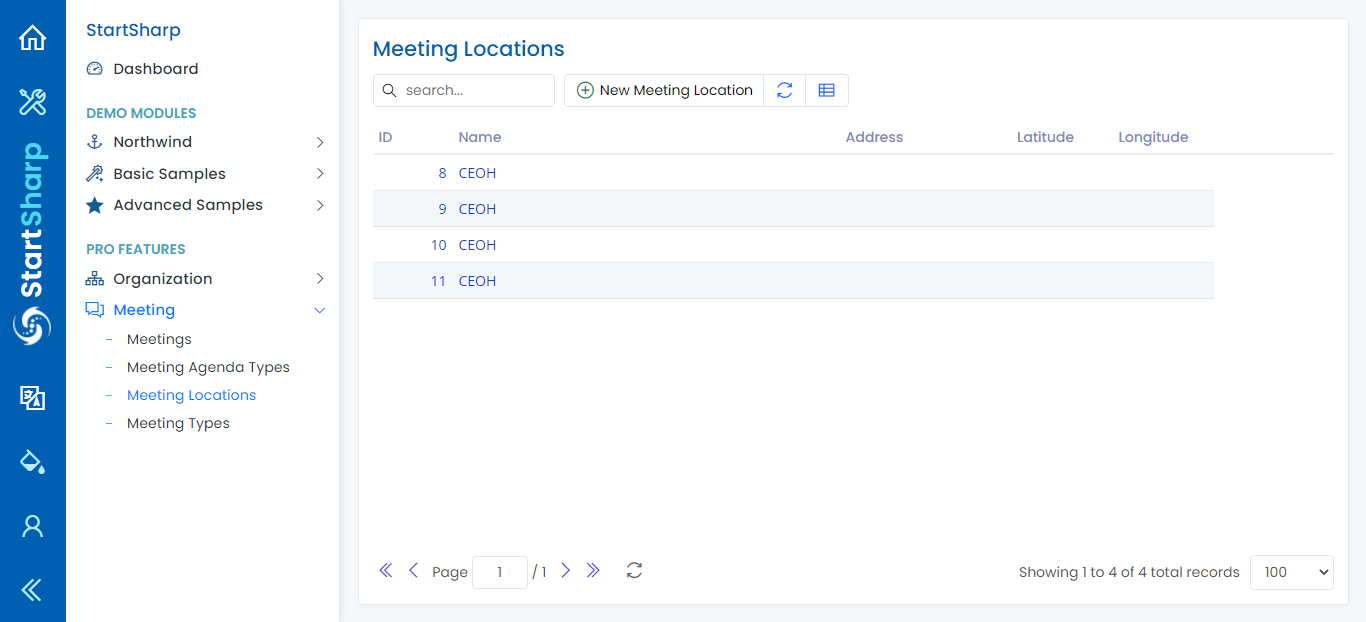 StartSharp
StartSharp
Dashboard
DEMO MODULES
Northwind
Basic Samples
Advanced Samples
PRO FEATURES
Organization
Meeting
– Meetings
– Meeting Agenda Types
– Meeting Locations
– Meeting Types
Meeting Locations
search...
New Meeting Location
ID Name Address Latitude Longitude
8 CEOH
9 CEOH
10 CEOH
11 CEOH
Page 1 / 1
Showing 1 to 4 of 4 total records 100